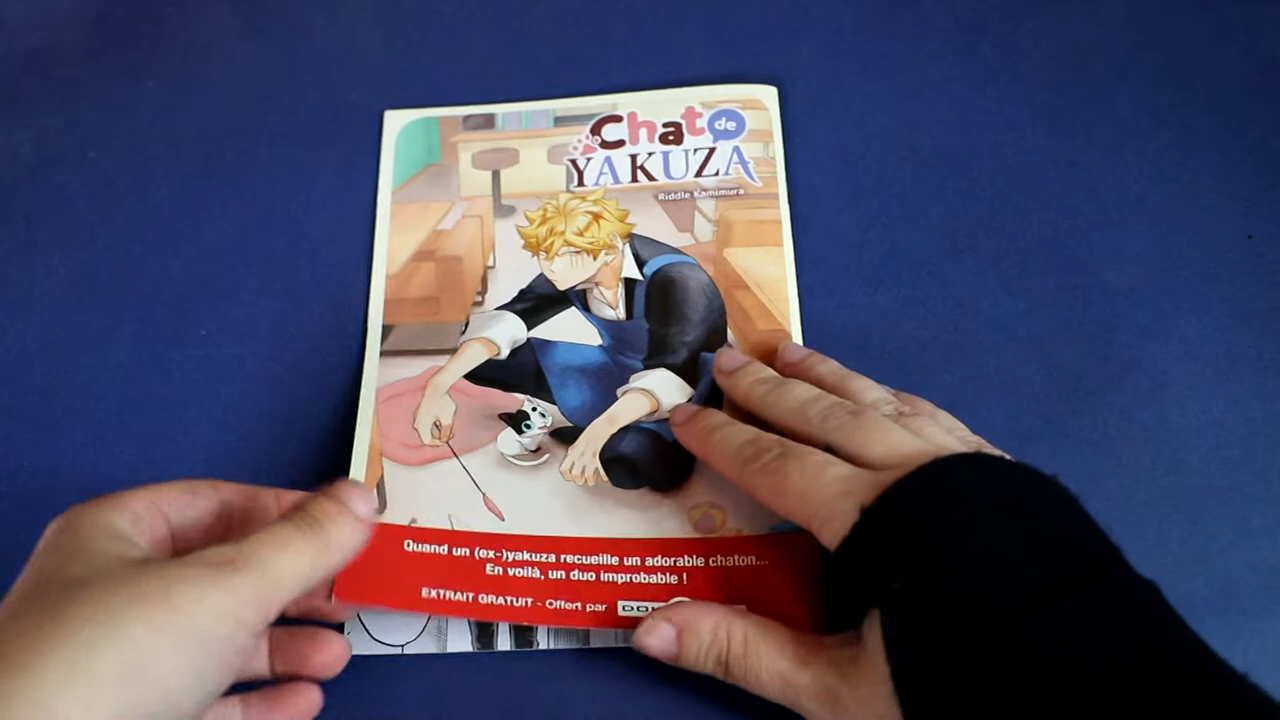 Chat de
YAKUZA
Riddle Kamimura
Quand un (ex-)yakuza recueille un adorable chaton...
En voilà, un duo improbable !
EXTRAIT GRATUIT - Offert par